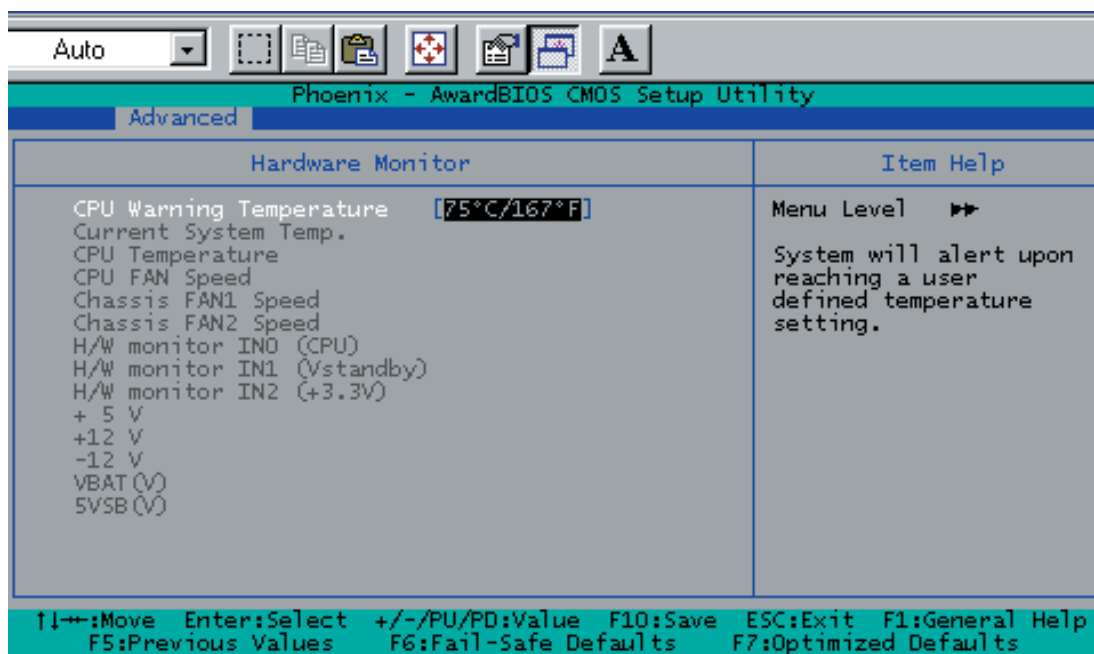 Auto
A
Phoenix - AwardBIOS CMOS Setup Utility
Advanced
Hardware Monitor
Item Help
CPU Warning Temperature [75°C/167°F]
Current System Temp.
CPU Temperature
CPU FAN Speed
Chassis FAN1 Speed
Chassis FAN2 Speed
H/W monitor IN0 (CPU)
H/W monitor IN1 (Vstandby)
H/W monitor IN2 (+3.3V)
+ 5 V
+12 V
-12 V
VBAT(V)
5VSB(V)
Menu Level ▸▸
System will alert upon
reaching a user
defined temperature
setting.
↑↓→←:Move Enter:Select +/-/PU/PD:Value F10:Save ESC:Exit F1:General Help
F5:Previous Values F6:Fail-Safe Defaults F7:Optimized Defaults